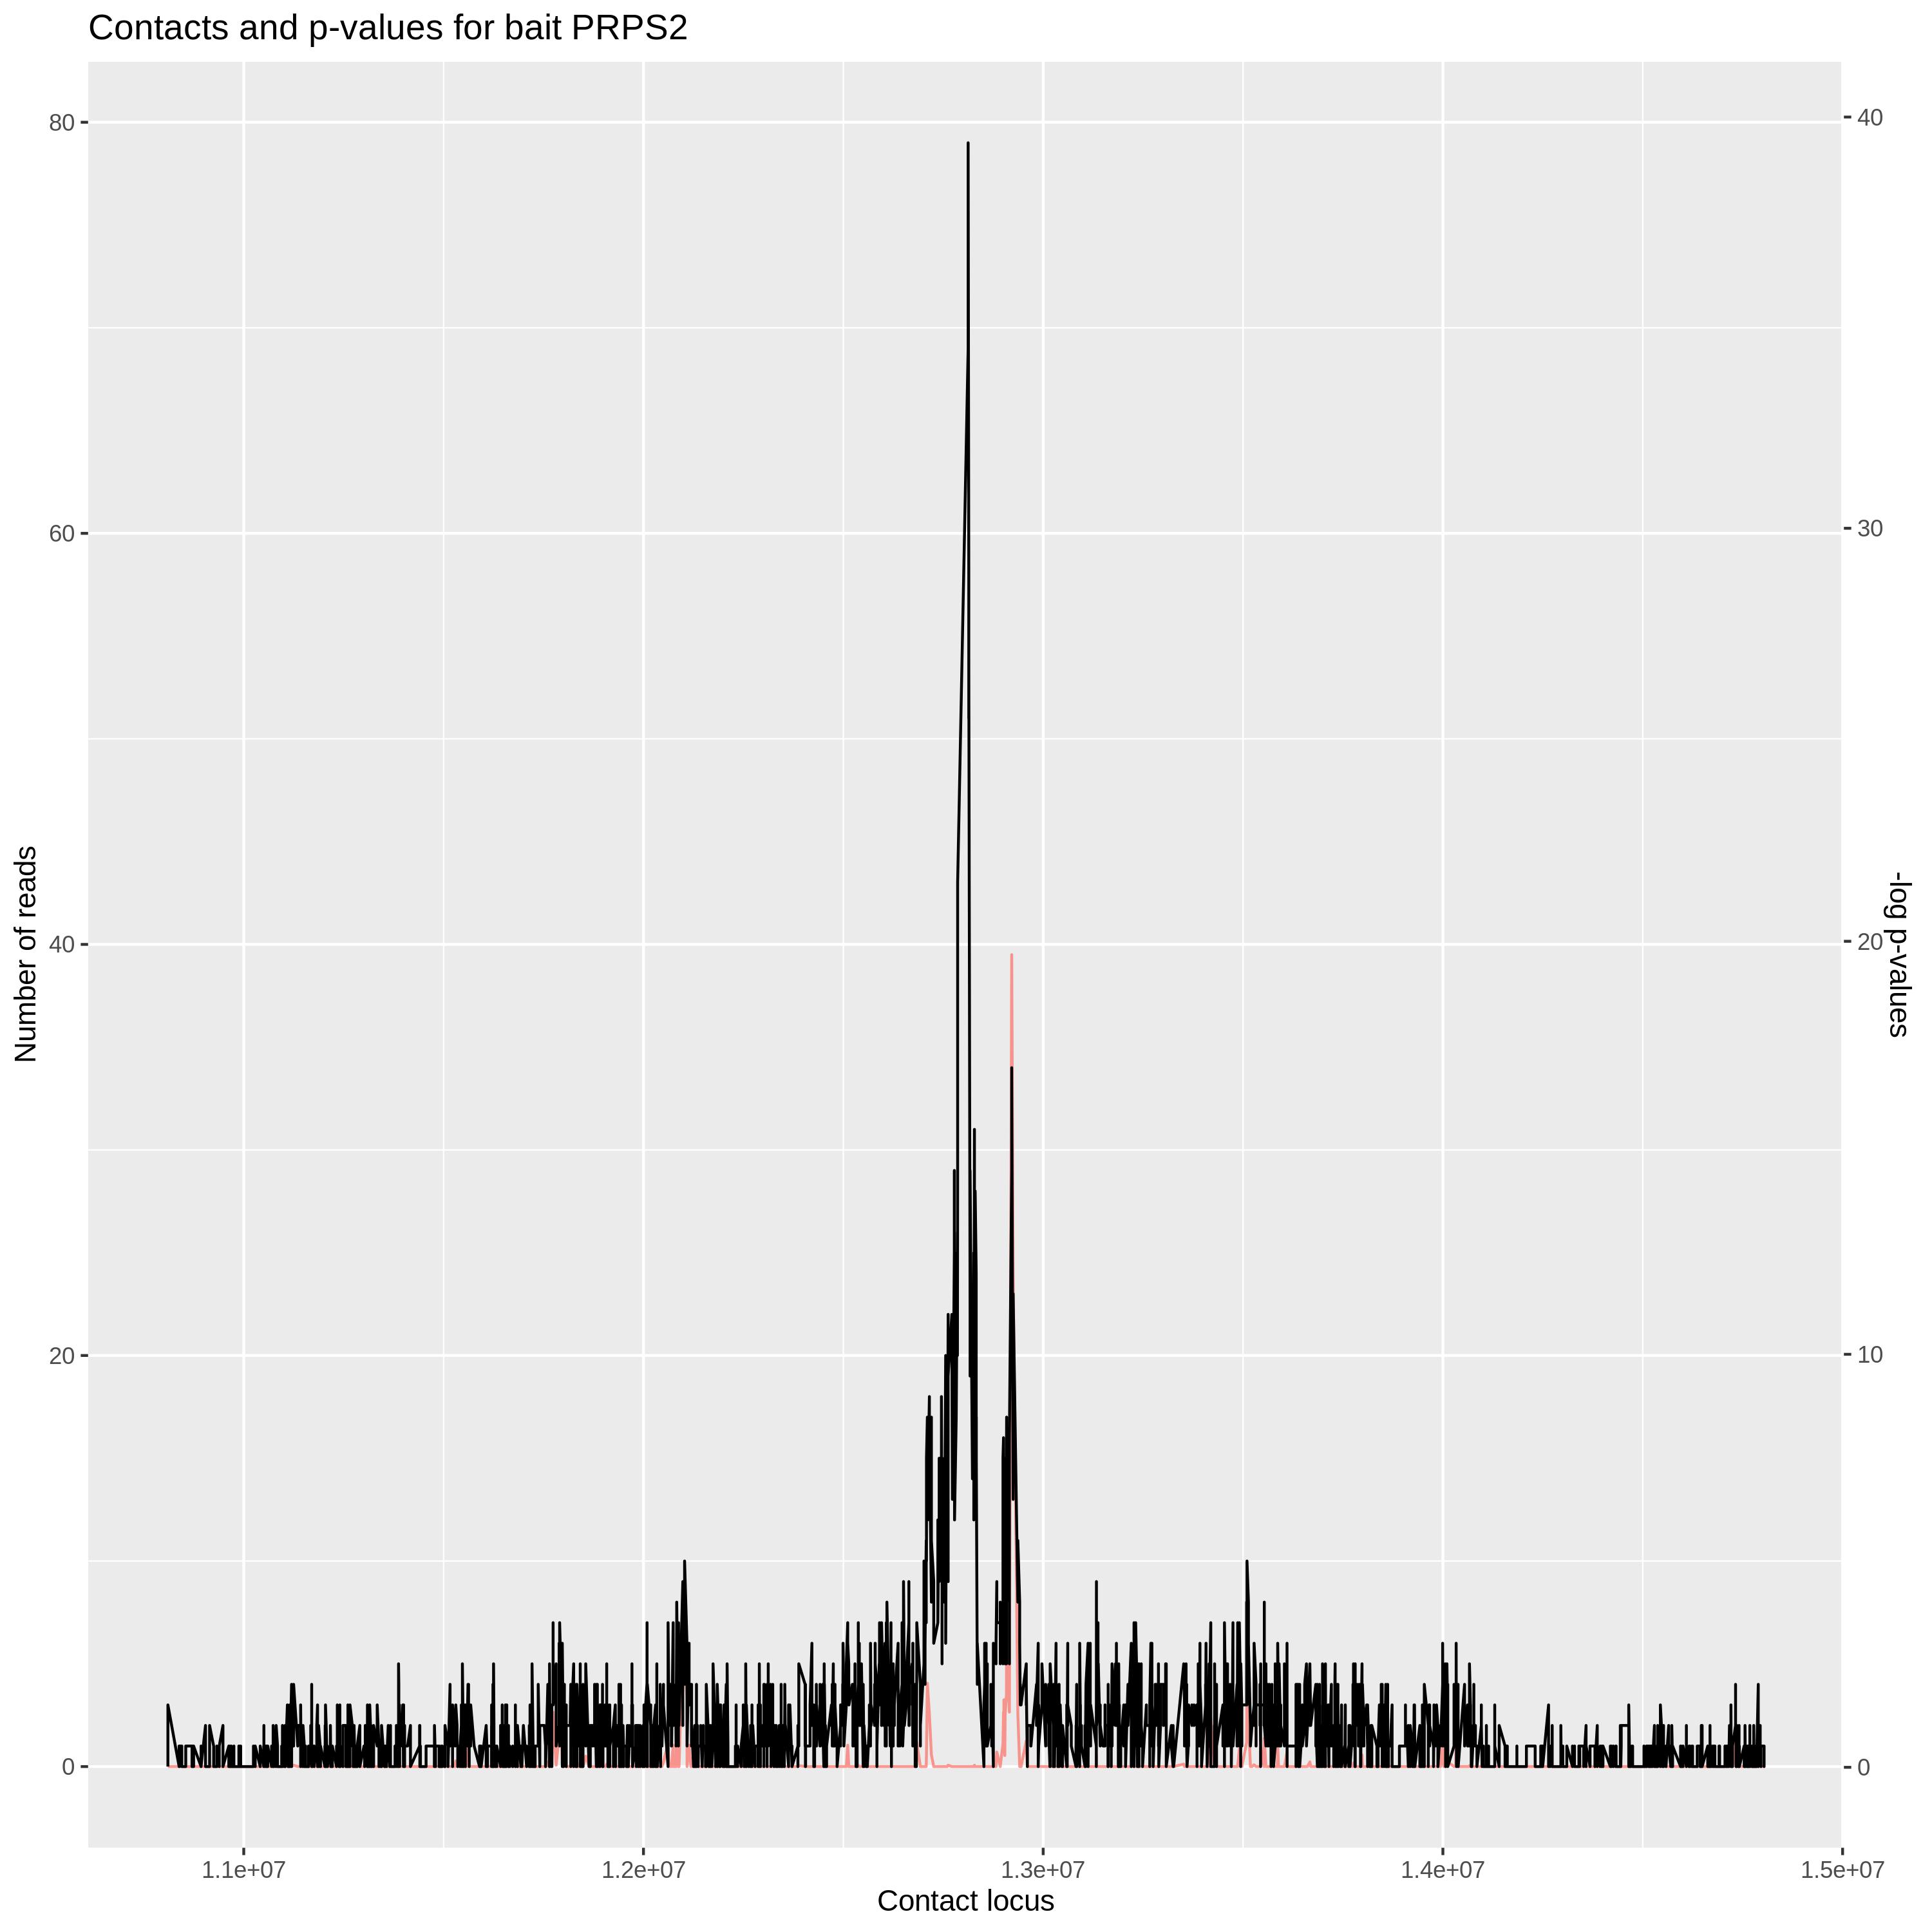 Contacts and p-values for bait PRPS2
80
60
40
20
0
Number of reads
40
30
20
10
0
-log p-values
1.1e+07
1.2e+07
1.3e+07
1.4e+07
1.5e+07
Contact locus